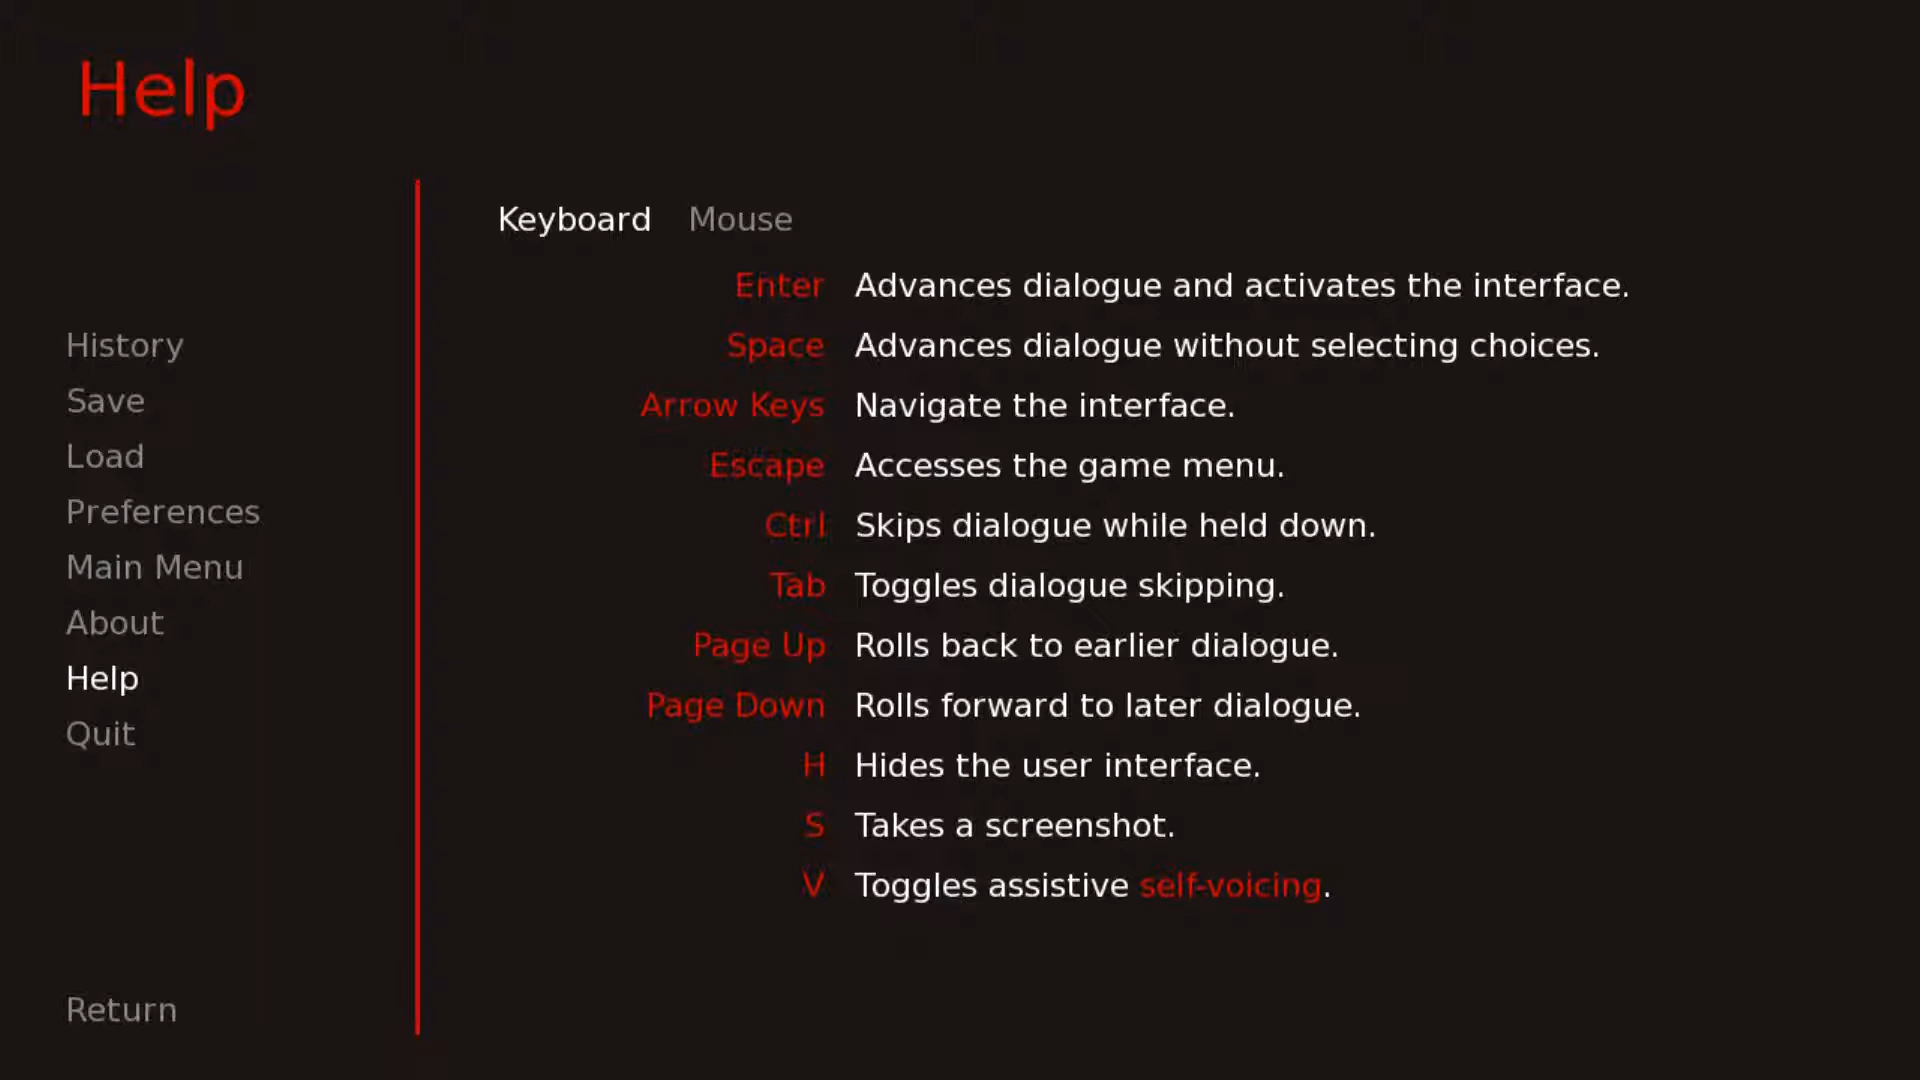 Help
History
Save
Load
Preferences
Main Menu
About
Help
Quit
Return
Keyboard Mouse
Enter Advances dialogue and activates the interface.
Space Advances dialogue without selecting choices.
Arrow Keys Navigate the interface.
Escape Accesses the game menu.
Ctrl Skips dialogue while held down.
Tab Toggles dialogue skipping.
Page Up Rolls back to earlier dialogue.
Page Down Rolls forward to later dialogue.
H Hides the user interface.
S Takes a screenshot.
V Toggles assistive self-voicing.